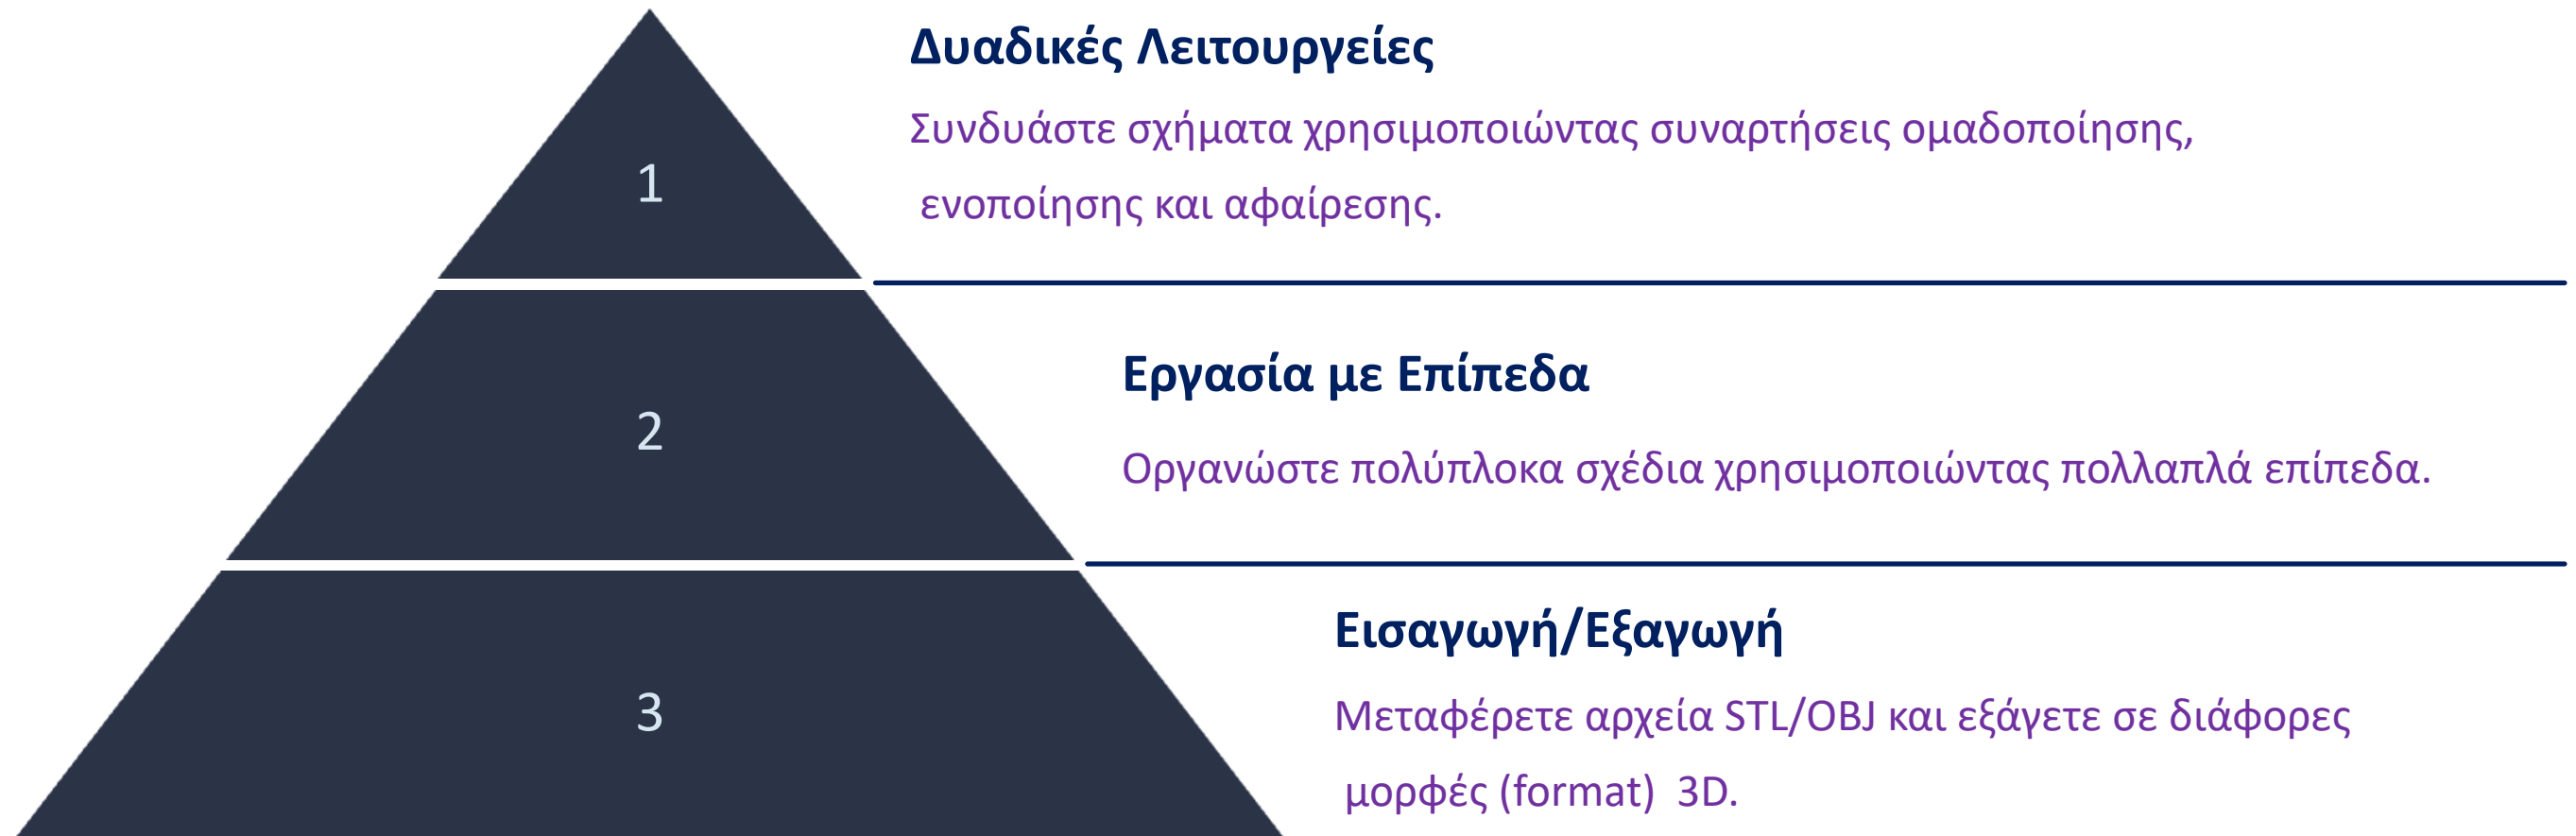 1
Δυαδικές Λειτουργείες
Συνδυάστε σχήματα χρησιμοποιώντας συναρτήσεις ομαδοποίησης,
ενοποίησης και αφαίρεσης.
2
Εργασία με Επίπεδα
Οργανώστε πολύπλοκα σχέδια χρησιμοποιώντας πολλαπλά επίπεδα.
3
Εισαγωγή/Εξαγωγή
Μεταφέρετε αρχεία STL/OBJ και εξάγετε σε διάφορες
μορφές (format) 3D.